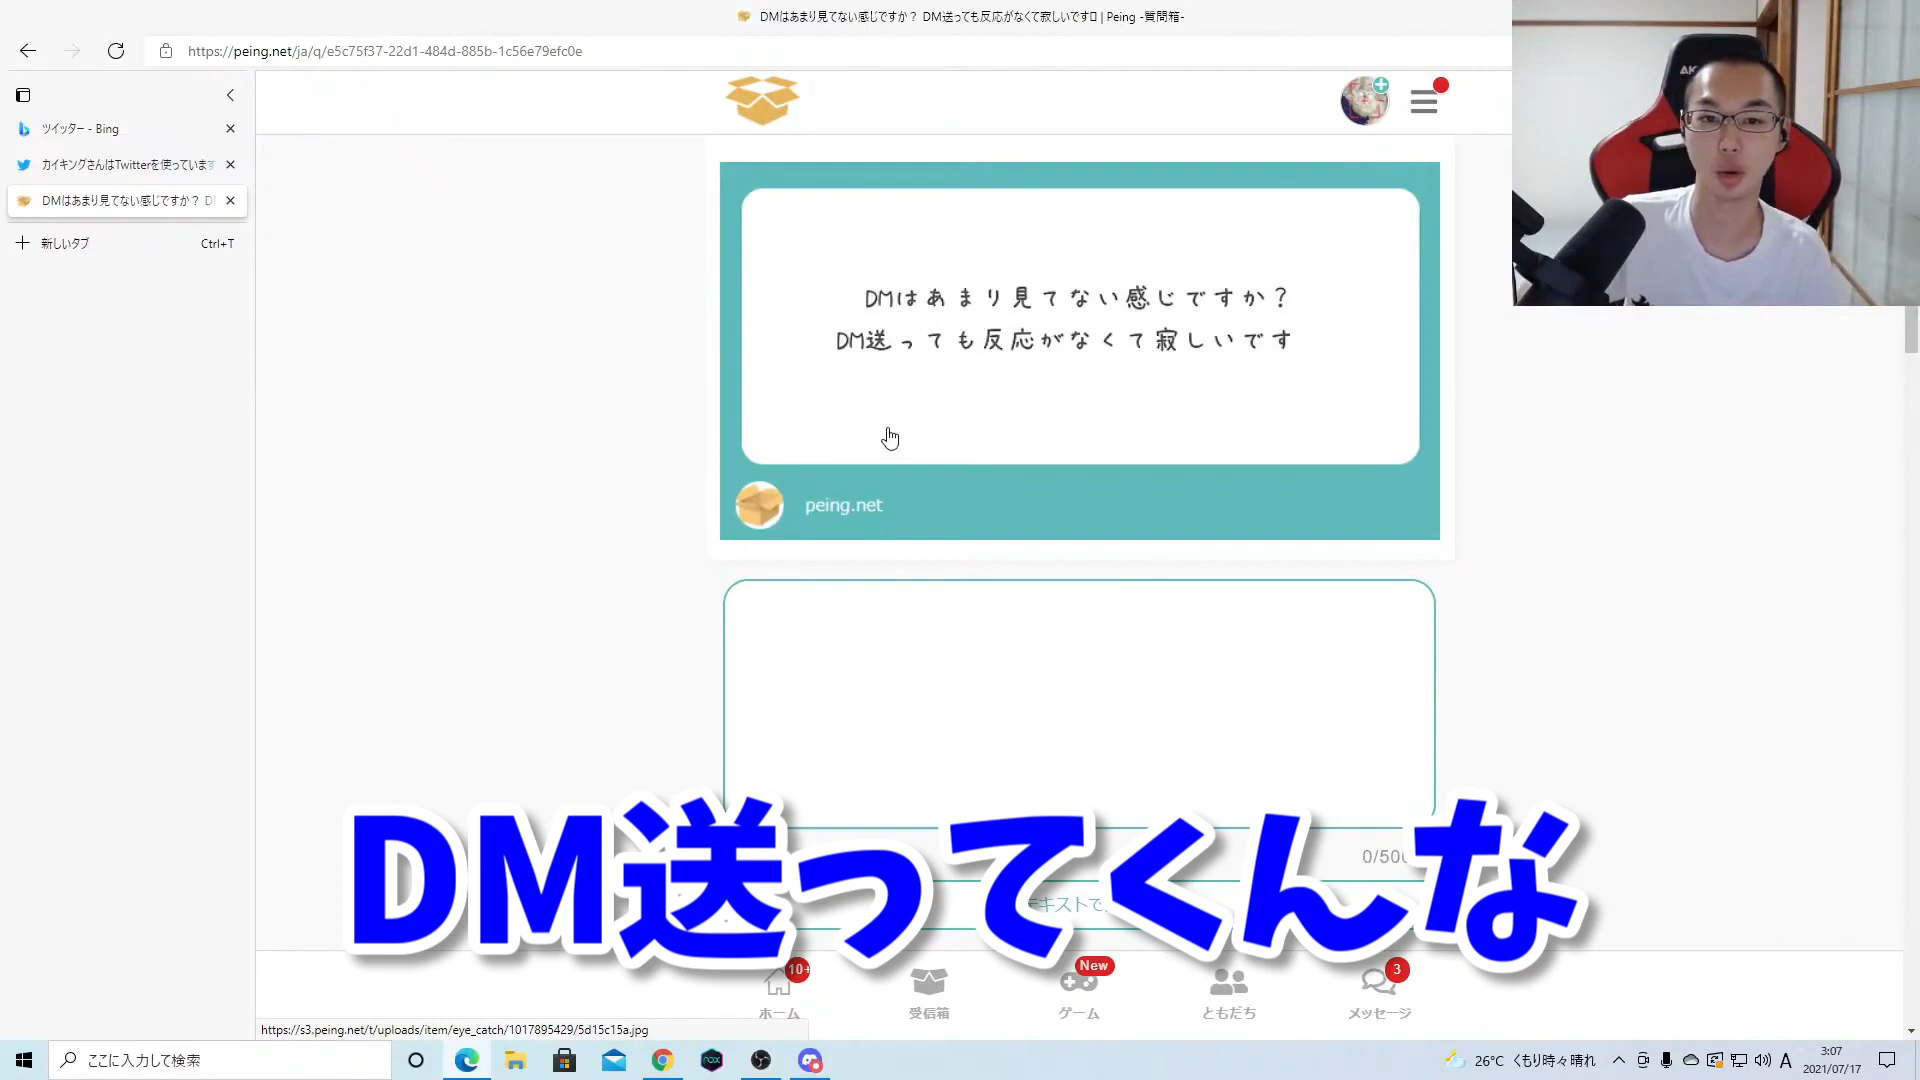 DMはあまり見てない感じですか？ DM送っても反応がなくて寂しいです | Peing -質問箱-
https://peing.net/ja/q/e5c75f37-22d1-484d-885b-1c56e79efc0e
ツイッター - Bing
カイキングさんはTwitterを使っています
DMはあまり見てない感じですか？ D
新しいタブ Ctrl+T
DMはあまり見てない感じですか？
DM送っても反応がなくて寂しいです
peing.net
0/500
テキストで
DM送ってくんな
10+
New
3
ホーム
受信箱
ゲーム
ともだち
メッセージ
https://s3.peing.net/t/uploads/item/eye_catch/1017895429/5d15c15a.jpg
ここに入力して検索
nox
26°C くもり時々晴れ
A
3:07
2021/07/17